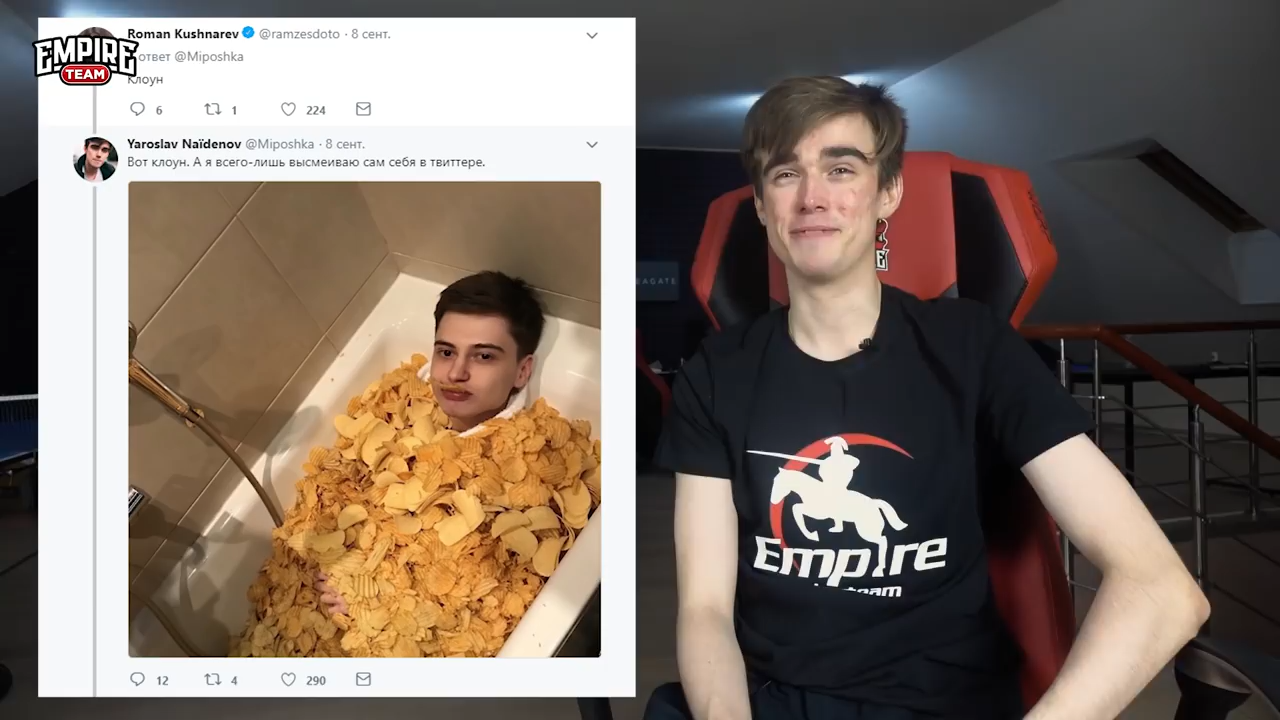 EMPIRE
TEAM
Roman Kushnarev @ramzesdoto · 8 сент.
ответ @Miposhka
Клоун
6 1 224
Yaroslav Naïdenov @Miposhka · 8 сент.
Вот клоун. А я всего-лишь высмеиваю сам себя в твиттере.
12 4 290
EAGATE
Empire
team